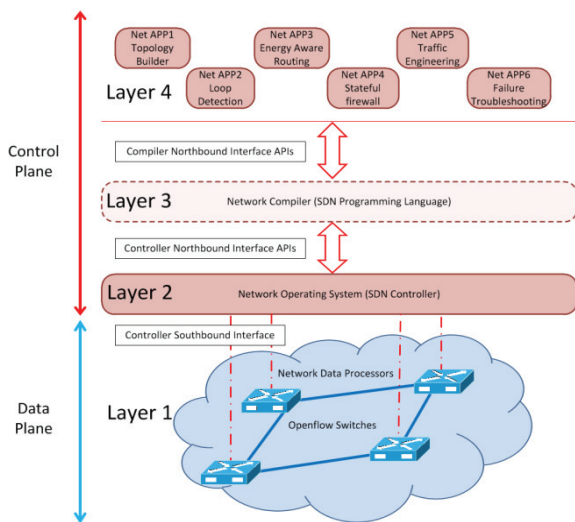 Net APP1
Topology
Builder
Net APP3
Energy Aware
Routing
Net APP5
Traffic
Engineering
Net APP2
Loop
Detection
Net APP4
Stateful
firewall
Net APP6
Failure
Troubleshooting
Layer 4
Control
Plane
Compiler Northbound Interface APIs
Layer 3
Network Compiler (SDN Programming Language)
Controller Northbound Interface APIs
Layer 2
Network Operating System (SDN Controller)
Controller Southbound Interface
Network Data Processors
Data
Plane
Layer 1
Openflow Switches